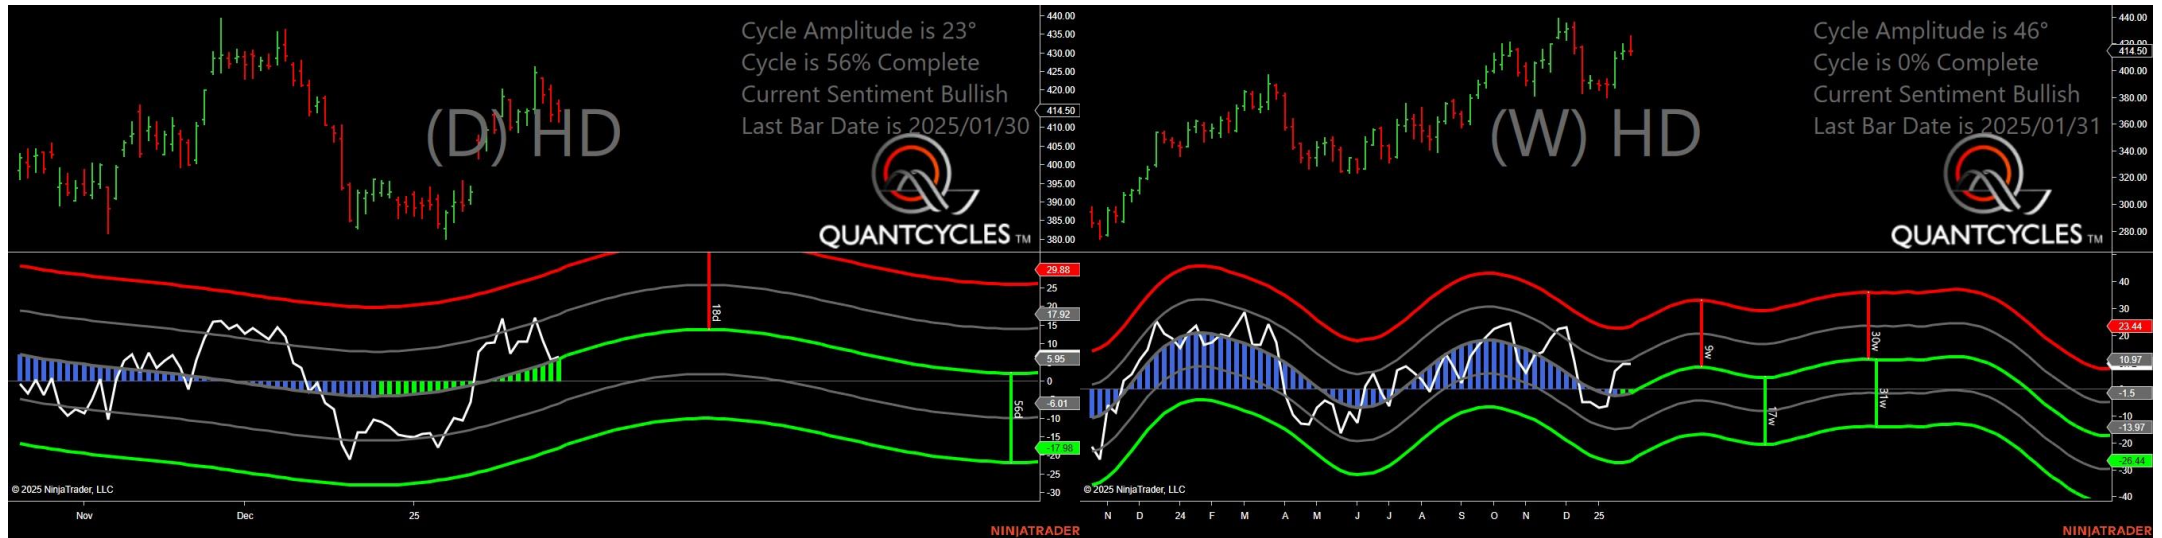 Cycle Amplitude is 23°
Cycle is 56% Complete
Current Sentiment Bullish
Last Bar Date is 2025/01/30
(D) HD
QUANTCYCLES TM
440.00
435.00
430.00
425.00
420.00
414.50
410.00
405.00
400.00
395.00
390.00
385.00
380.00
18d
56d
29.88
25
20
17.92
15
10
5.95
0
-6.01
-10
-15
-17.98
-20
-25
-30
© 2025 NinjaTrader, LLC
Nov
Dec
25
NINJATRADER
Cycle Amplitude is 46°
Cycle is 0% Complete
Current Sentiment Bullish
Last Bar Date is 2025/01/31
(W) HD
QUANTCYCLES TM
440.00
420.00
414.50
400.00
380.00
360.00
340.00
320.00
300.00
280.00
9w
17w
30w
31w
40
30
23.44
20
10.97
-1.5
-10
-13.97
-20
-26.44
-30
-40
© 2025 NinjaTrader, LLC
N D 24 F M A M J J A S O N D 25
NINJATRADER